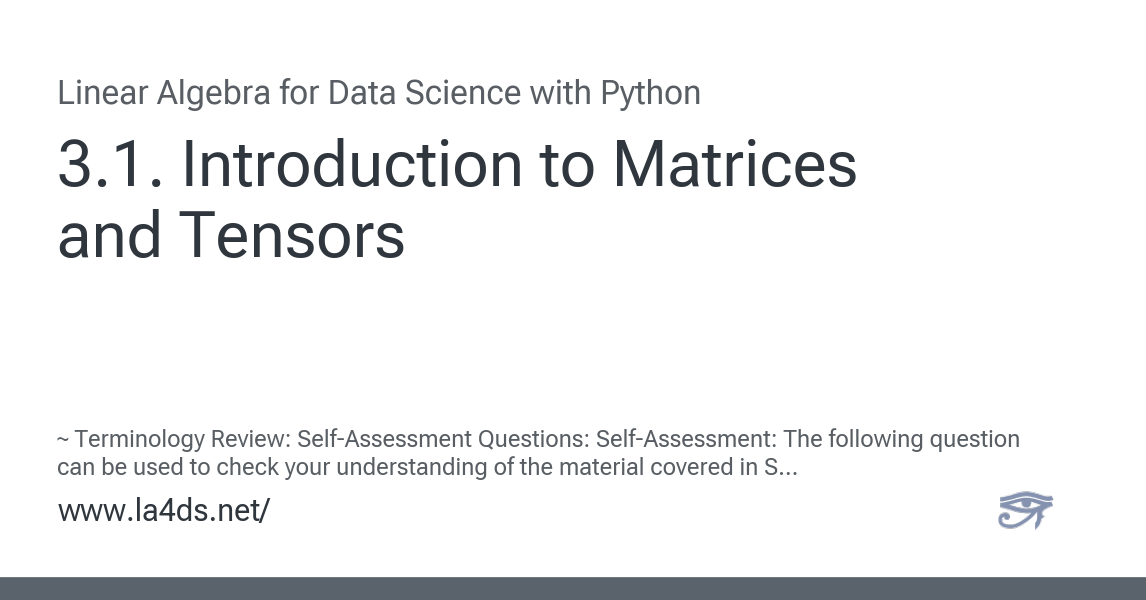 Linear Algebra for Data Science with Python
3.1. Introduction to Matrices
and Tensors
~ Terminology Review: Self-Assessment Questions: Self-Assessment: The following question
can be used to check your understanding of the material covered in S...
www.la4ds.net/